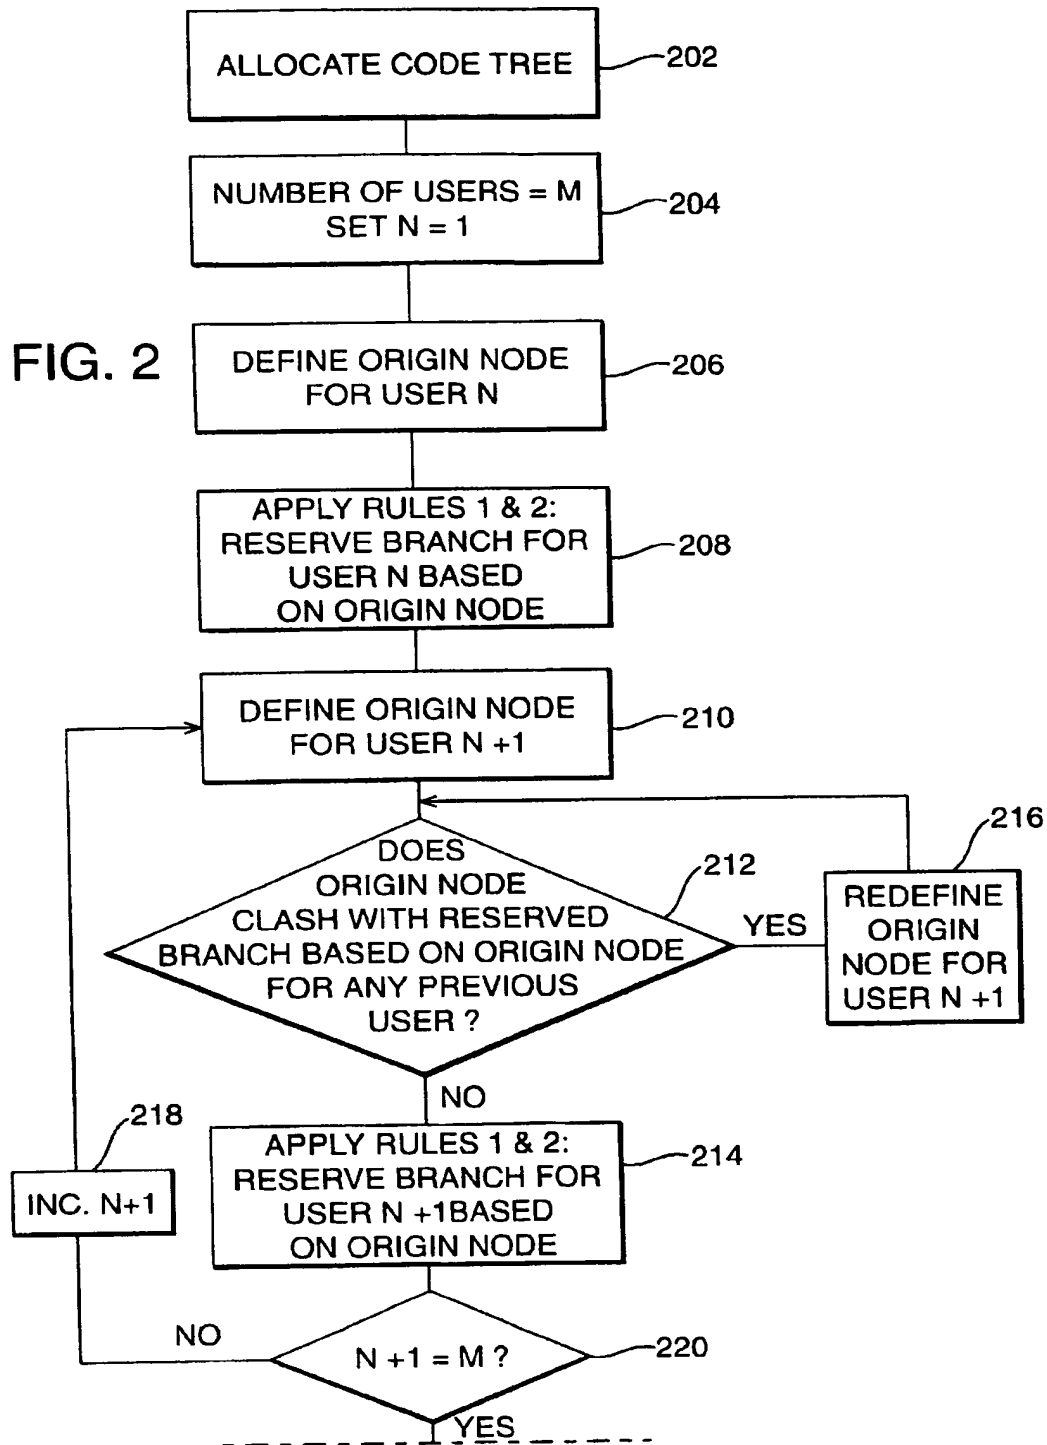 ALLOCATE CODE TREE
202
NUMBER OF USERS = M
SET N = 1
204
FIG. 2
DEFINE ORIGIN NODE
FOR USER N
206
APPLY RULES 1 & 2:
RESERVE BRANCH FOR
USER N BASED
ON ORIGIN NODE
208
DEFINE ORIGIN NODE
FOR USER N +1
210
DOES
ORIGIN NODE
CLASH WITH RESERVED
BRANCH BASED ON ORIGIN NODE
FOR ANY PREVIOUS
USER ?
212
YES
REDEFINE
ORIGIN
NODE FOR
USER N +1
216
NO
APPLY RULES 1 & 2:
RESERVE BRANCH FOR
USER N +1BASED
ON ORIGIN NODE
214
218
INC. N+1
NO
N +1 = M ?
220
YES